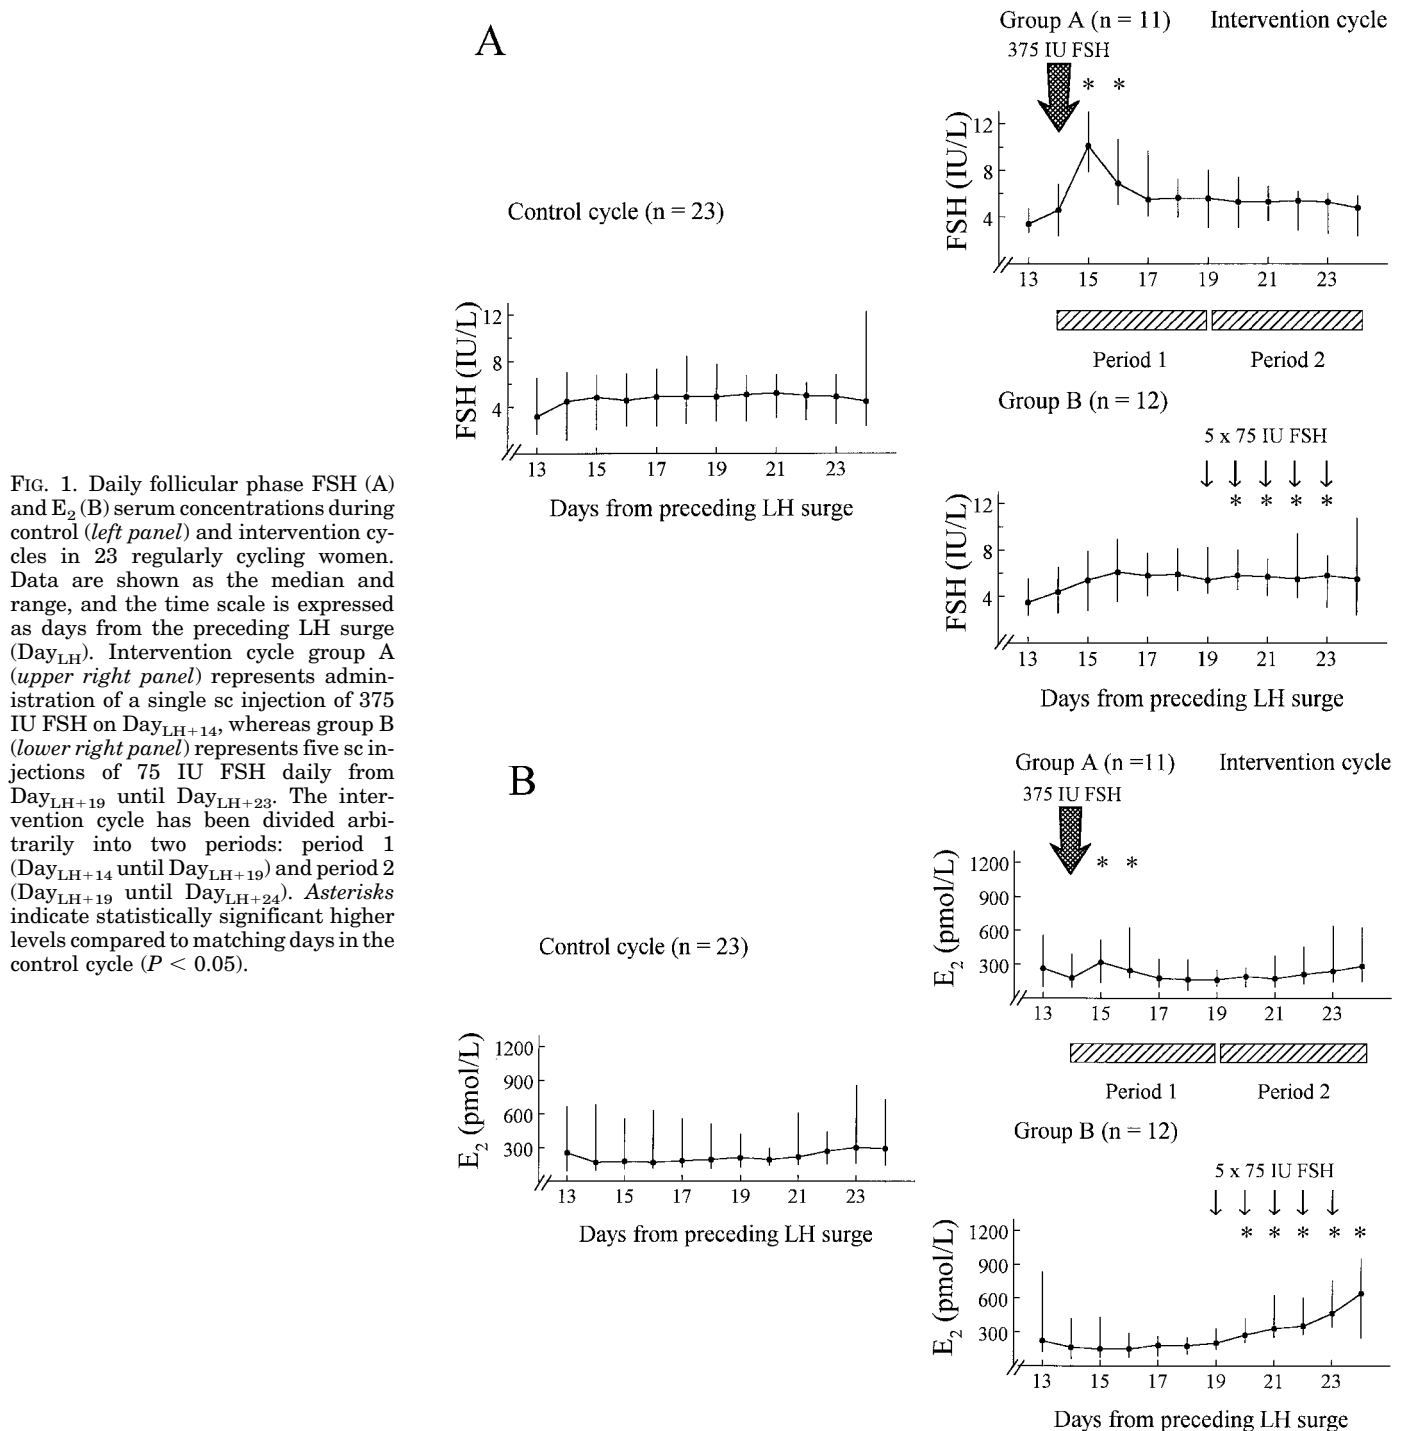 FIG. 1. Daily follicular phase FSH (A)
and E₂ (B) serum concentrations during
control (left panel) and intervention cy-
cles in 23 regularly cycling women.
Data are shown as the median and
range, and the time scale is expressed
as days from the preceding LH surge
(Day_LH). Intervention cycle group A
(upper right panel) represents admin-
istration of a single sc injection of 375
IU FSH on Day_LH+14, whereas group B
(lower right panel) represents five sc in-
jections of 75 IU FSH daily from
Day_LH+19 until Day_LH+23. The inter-
vention cycle has been divided arbi-
trarily into two periods: period 1
(Day_LH+14 until Day_LH+19) and period 2
(Day_LH+19 until Day_LH+24). Asterisks
indicate statistically significant higher
levels compared to matching days in the
control cycle (P < 0.05).
A
Control cycle (n = 23)
FSH (IU/L)
12
8
4
13 15 17 19 21 23
Days from preceding LH surge
Group A (n = 11) Intervention cycle
375 IU FSH
* *
FSH (IU/L)
12
8
4
13 15 17 19 21 23
Period 1 Period 2
Group B (n = 12)
5 x 75 IU FSH
* * * *
FSH (IU/L)
12
8
4
13 15 17 19 21 23
Days from preceding LH surge
B
Control cycle (n = 23)
E₂ (pmol/L)
1200
900
600
300
13 15 17 19 21 23
Days from preceding LH surge
Group A (n =11) Intervention cycle
375 IU FSH
* *
E₂ (pmol/L)
1200
900
600
300
13 15 17 19 21 23
Period 1 Period 2
Group B (n = 12)
5 x 75 IU FSH
* * * * *
E₂ (pmol/L)
1200
900
600
300
13 15 17 19 21 23
Days from preceding LH surge